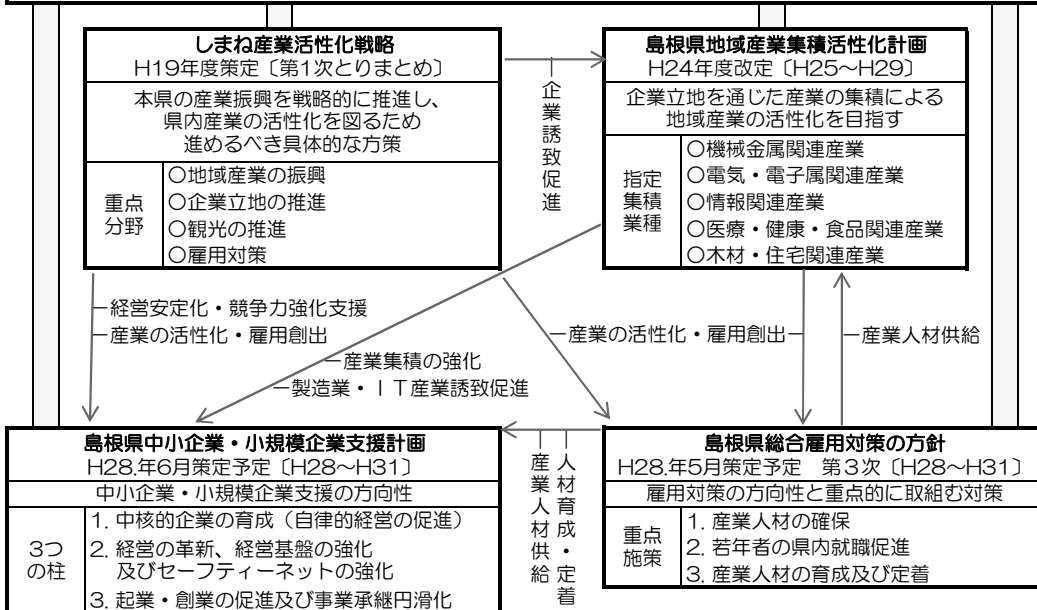 しまね産業活性化戦略
H19年度策定〔第1次とりまとめ〕
本県の産業振興を戦略的に推進し、
県内産業の活性化を図るため
進めるべき具体的な方策
重点
分野
○地域産業の振興
○企業立地の推進
○観光の推進
○雇用対策
企業誘致促進
島根県地域産業集積活性化計画
H24年度改定〔H25～H29〕
企業立地を通じた産業の集積による
地域産業の活性化を目指す
指定
集積
業種
○機械金属関連産業
○電気・電子属関連産業
○情報関連産業
○医療・健康・食品関連産業
○木材・住宅関連産業
経営安定化・競争力強化支援
産業の活性化・雇用創出
産業集積の強化
製造業・ＩＴ産業誘致促進
産業の活性化・雇用創出
産業人材供給
島根県中小企業・小規模企業支援計画
H28.年6月策定予定〔H28～H31〕
中小企業・小規模企業支援の方向性
3つ
の柱
1. 中核的企業の育成（自律的経営の促進）
2. 経営の革新、経営基盤の強化
及びセーフティーネットの強化
3. 起業・創業の促進及び事業承継円滑化
人材育成・定着
産業人材供給
島根県総合雇用対策の方針
H28.年5月策定予定　第3次〔H28～H31〕
雇用対策の方向性と重点的に取組む対策
重点
施策
1. 産業人材の確保
2. 若年者の県内就職促進
3. 産業人材の育成及び定着